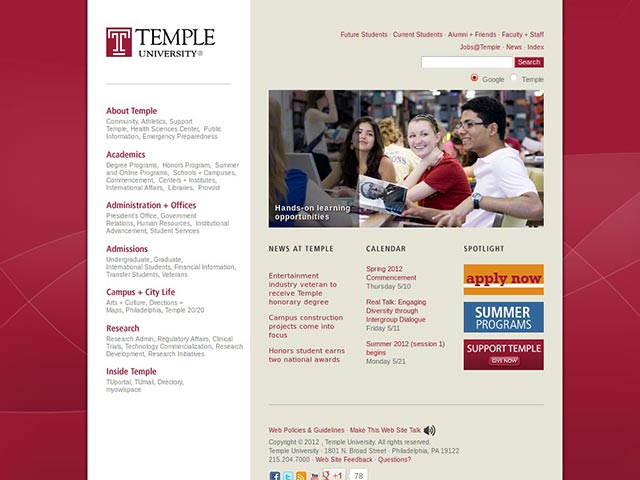 TEMPLE
UNIVERSITY®
Future Students · Current Students · Alumni + Friends · Faculty + Staff
Jobs@Temple · News · Index
Search
Google Temple
About Temple
Community, Athletics, Support
Temple, Health Sciences Center, Public
Information, Emergency Preparedness
Academics
Degree Programs, Honors Program, Summer
and Online Programs, Schools + Campuses,
Commencement, Centers + Institutes,
International Affairs, Libraries, Provost
Administration + Offices
President's Office, Government
Relations, Human Resources, Institutional
Advancement, Student Services
Admissions
Undergraduate, Graduate,
International Students, Financial Information,
Transfer Students, Veterans
Campus + City Life
Arts + Culture, Directions +
Maps, Philadelphia, Temple 20/20
Research
Research Admin, Regulatory Affairs, Clinical
Trials, Technology Commercialization, Research
Development, Research Initiatives
Inside Temple
TUportal, TUmail, Directory,
myowlspace
Hands-on learning
opportunities
NEWS AT TEMPLE
Entertainment
industry veteran to
receive Temple
honorary degree
Campus construction
projects come into
focus
Honors student earns
two national awards
CALENDAR
Spring 2012
Commencement
Thursday 5/10
Real Talk: Engaging
Diversity through
Intergroup Dialogue
Friday 5/11
Summer 2012 (session 1)
begins
Monday 5/21
SPOTLIGHT
apply now
SUMMER
PROGRAMS
SUPPORT TEMPLE
GIVE NOW
Web Policies & Guidelines · Make This Web Site Talk
Copyright © 2012 , Temple University. All rights reserved.
Temple University · 1801 N. Broad Street · Philadelphia, PA 19122
215.204.7000 · Web Site Feedback · Questions?
+1 78